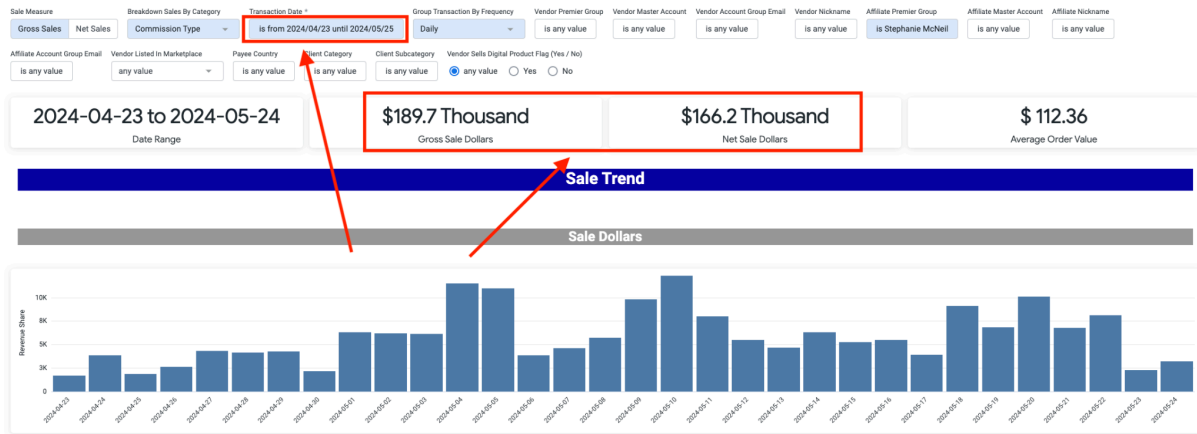 Sale Measure Breakdown Sales By Category Transaction Date * Group Transaction By Frequency Vendor Premier Group Vendor Master Account Vendor Account Group Email Vendor Nickname Affiliate Premier Group Affiliate Master Account Affiliate Nickname
Gross Sales Net Sales Commission Type is from 2024/04/23 until 2024/05/25 Daily is any value is any value is any value is any value is Stephanie McNeil is any value is any value
Affiliate Account Group Email Vendor Listed In Marketplace Payee Country Client Category Client Subcategory Vendor Sells Digital Product Flag (Yes / No)
is any value any value is any value is any value is any value any value Yes No
2024-04-23 to 2024-05-24 $189.7 Thousand $166.2 Thousand $ 112.36
Date Range Gross Sale Dollars Net Sale Dollars Average Order Value
Sale Trend
Sale Dollars
Revenue Share
10K
8K
5K
3K
0
2024-04-23 2024-04-24 2024-04-25 2024-04-26 2024-04-27 2024-04-28 2024-04-29 2024-04-30 2024-05-01 2024-05-02 2024-05-03 2024-05-04 2024-05-05 2024-05-06 2024-05-07 2024-05-08 2024-05-09 2024-05-10 2024-05-11 2024-05-12 2024-05-13 2024-05-14 2024-05-15 2024-05-16 2024-05-17 2024-05-18 2024-05-19 2024-05-20 2024-05-21 2024-05-22 2024-05-23 2024-05-24